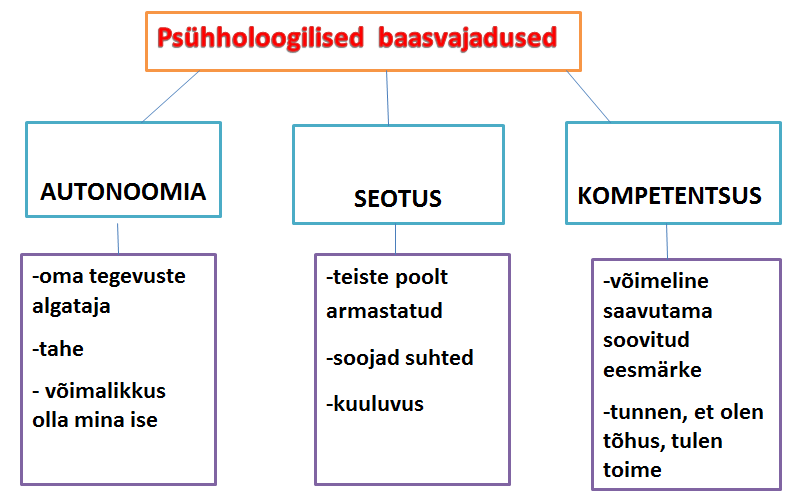 Psühholoogilised baasvajadused
AUTONOOMIA
SEOTUS
KOMPETENTSUS
-oma tegevuste
algataja
-tahe
- võimalikkus
olla mina ise
-teiste poolt
armastatud
-soojad suhted
-kuuluvus
-võimeline
saavutama
soovitud
eesmärke
-tunnen, et olen
tõhus, tulen
toime